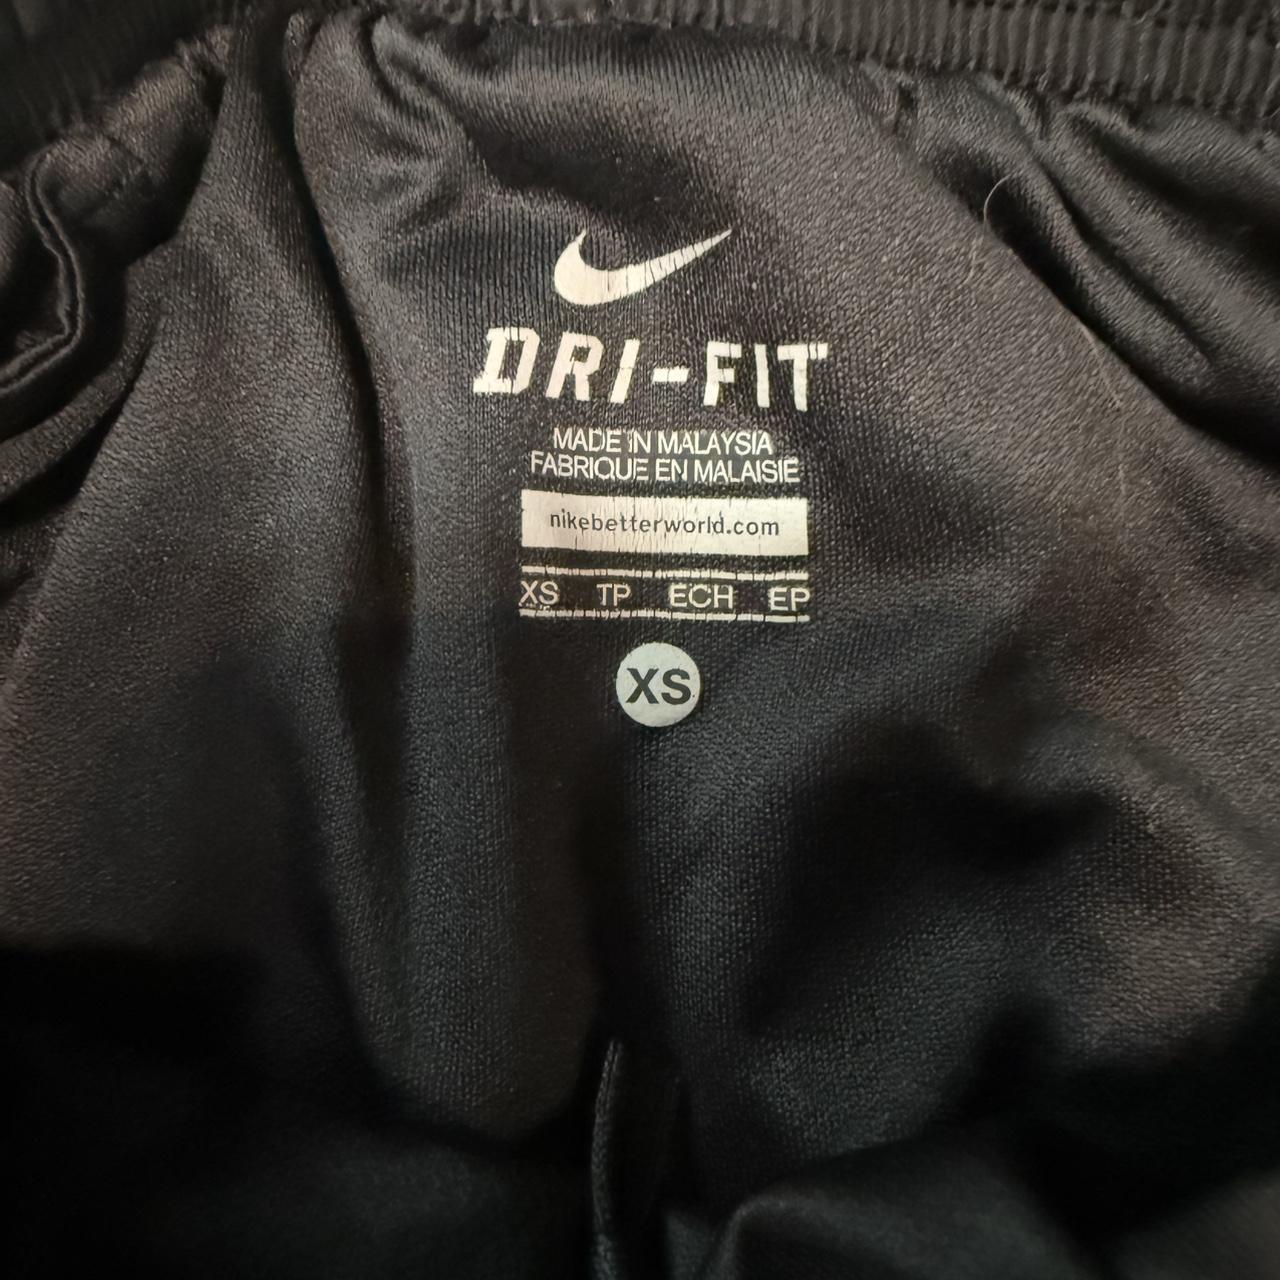 DRI-FIT
MADE IN MALAYSIA
FABRIQUE EN MALAISIE
nikebetterworld.com
XS TP ECH EP
XS